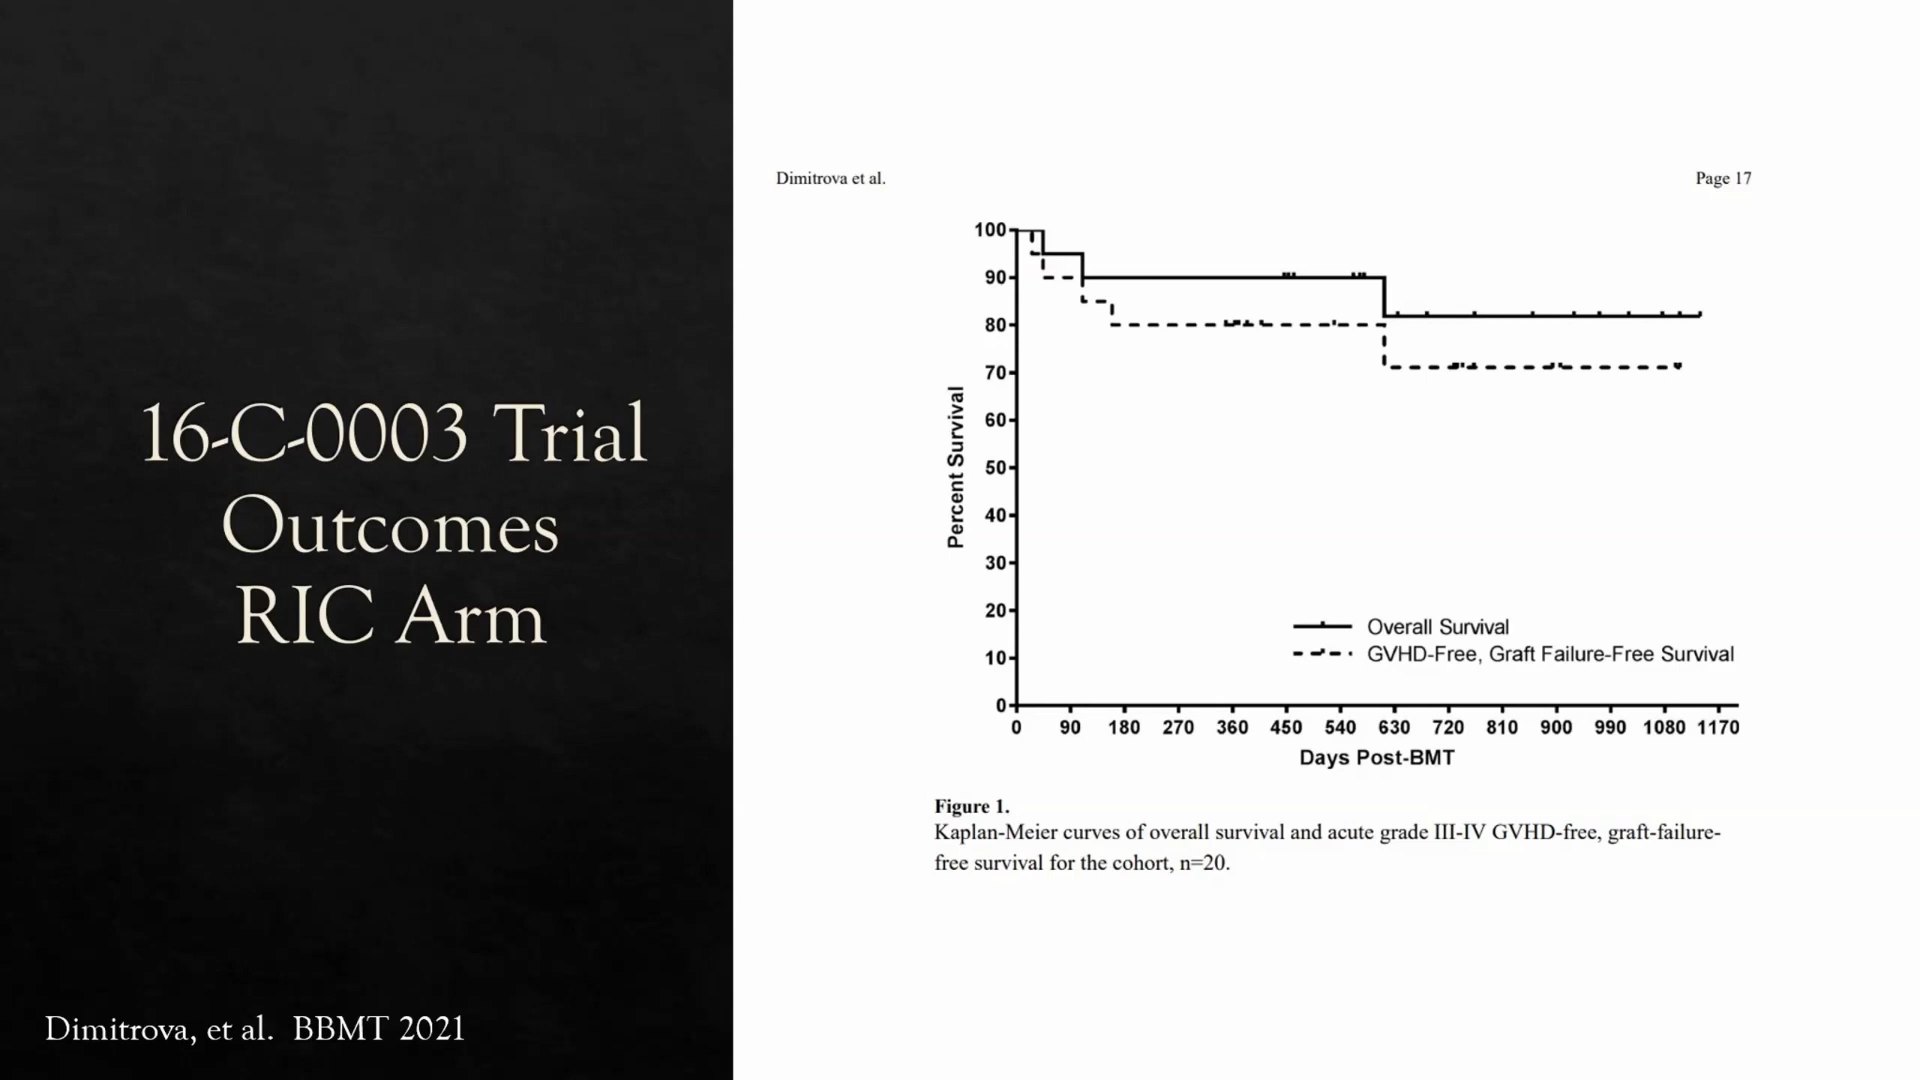 16-C-0003 Trial
Outcomes
RIC Arm
Dimitrova, et al.  BBMT 2021
Dimitrova et al.
Page 17
100
90
80
70
60
50
40
30
20
10
0
Percent Survival
Overall Survival
GVHD-Free, Graft Failure-Free Survival
0 90 180 270 360 450 540 630 720 810 900 990 1080 1170
Days Post-BMT
Figure 1.
Kaplan-Meier curves of overall survival and acute grade III-IV GVHD-free, graft-failure-
free survival for the cohort, n=20.